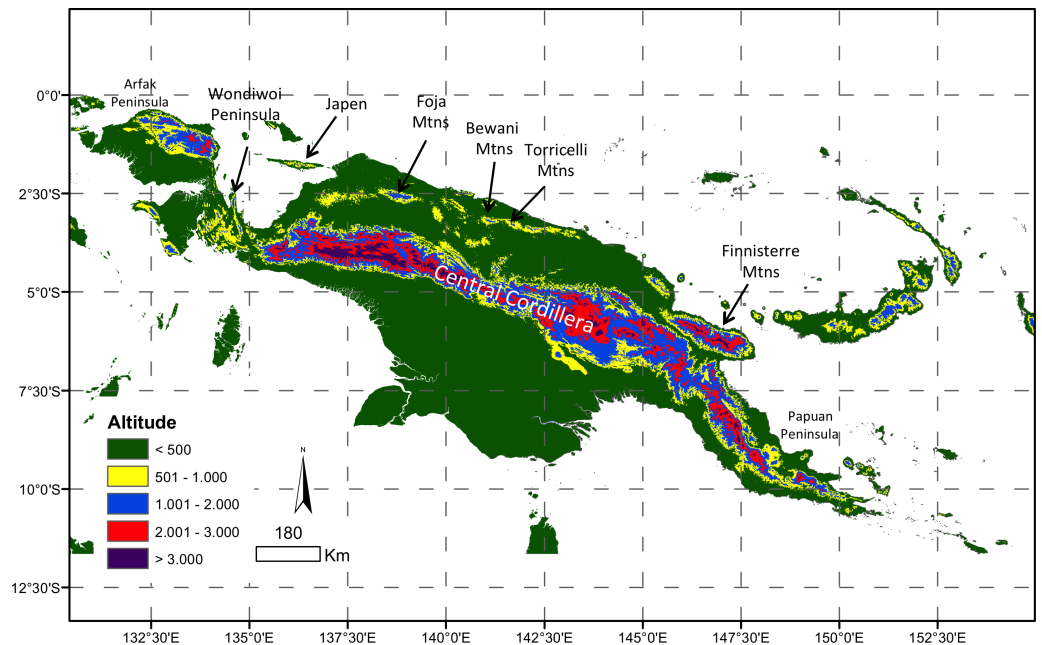 Arfak
Peninsula
Wondiwoi
Peninsula
Japen
Foja
Mtn$
Bewani
Mtns
Torricelli
Mtns
Finnisterre
Mtns
Central Cordillera
Papuan
Peninsula
0°0'
2°30'S
5°0'S
7°30'S
10°0'S
12°30'S
Altitude
< 500
501 - 1.000
1.001 - 2.000
2.001 - 3.000
> 3.000
N
180
Km
132°30'E
135°0'E
137°30'E
140°0'E
142°30'E
145°0'E
147°30'E
150°0'E
152°30'E